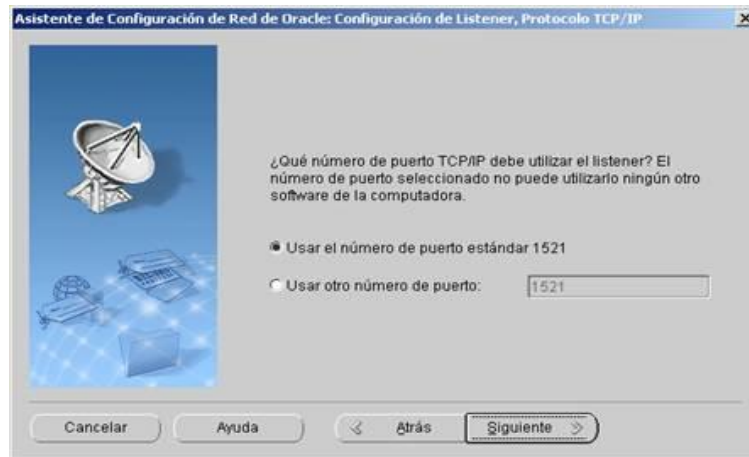 Asistente de Configuración de Red de Oracle: Configuración de Listener, Protocolo TCP/IP
¿Qué número de puerto TCP/IP debe utilizar el listener? El
número de puerto seleccionado no puede utilizarlo ningún otro
software de la computadora.
Usar el número de puerto estándar 1521
Usar otro número de puerto: 1521
Cancelar Ayuda Atrás Siguiente